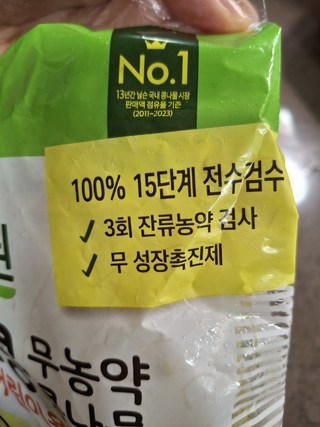 No.1
13년간 닐슨 국내 콩나물시장
판매액 점유율 기준
(2011~2023)
100% 15단계 전수검수
✓ 3회 잔류농약 검사
✓ 무 성장촉진제
무농약